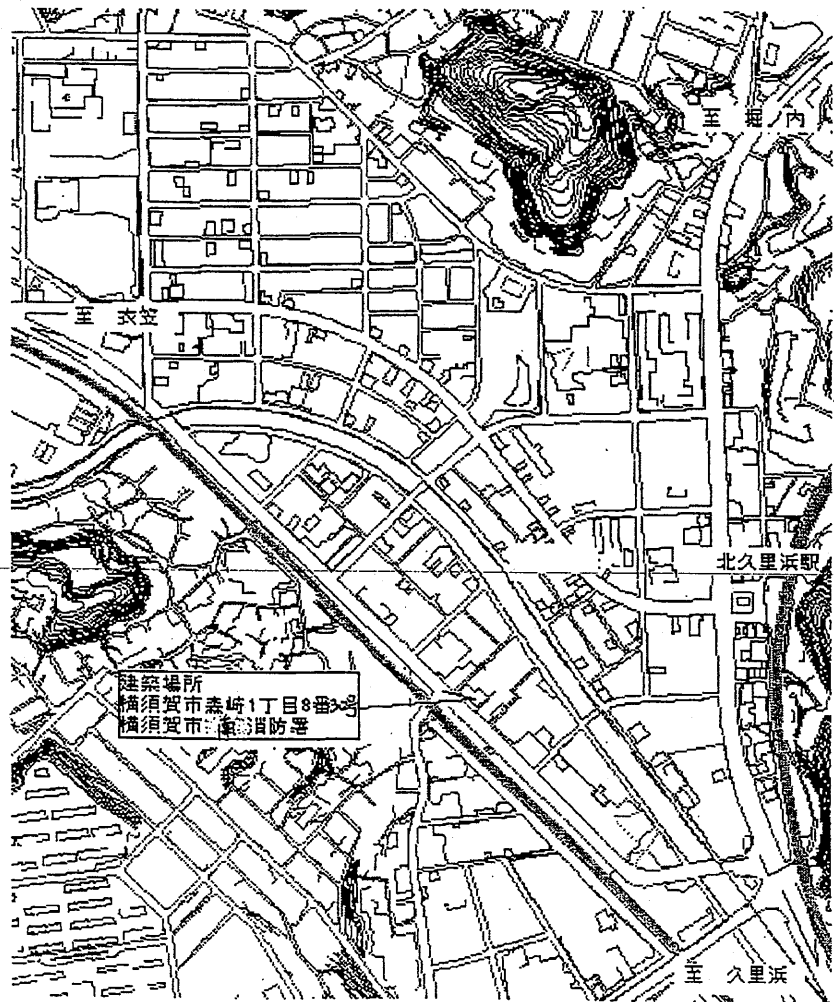 至 堀 内
至 衣笠
北久里浜駅
建築場所
横須賀市森崎1丁目8番3号
横須賀市 消防署
至 久里浜